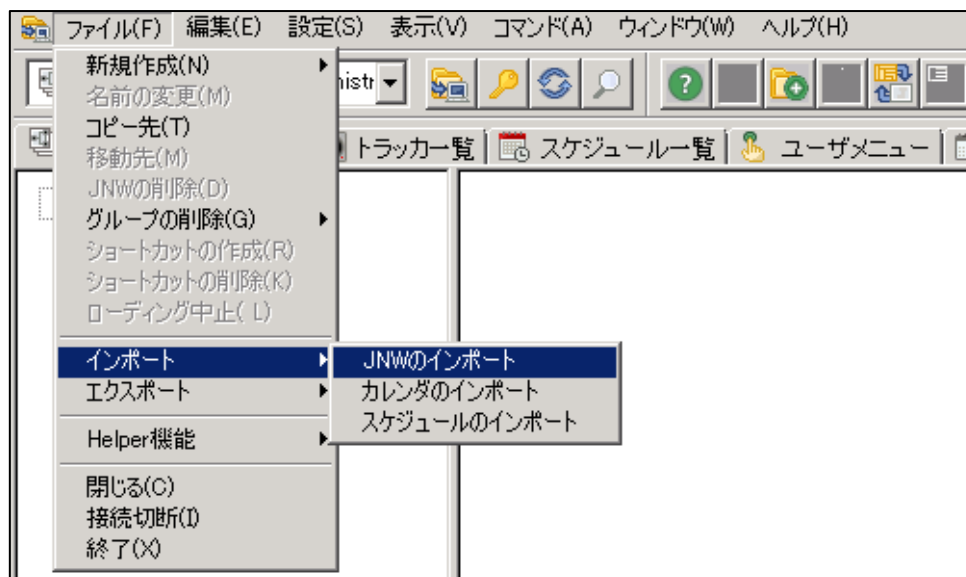 ファイル(F) 編集(E) 設定(S) 表示(V) コマンド(A) ウィンドウ(W) ヘルプ(H)
新規作成(N)
名前の変更(M)
コピー先(T)
移動先(M)
JNWの削除(D)
グループの削除(G)
ショートカットの作成(R)
ショートカットの削除(K)
ローディング中止( L)
インポート
エクスポート
Helper機能
閉じる(C)
接続切断(I)
終了(X)
JNWのインポート
カレンダのインポート
スケジュールのインポート
nistr
トラッカー覧 スケジュール一覧 ユーザメニュー